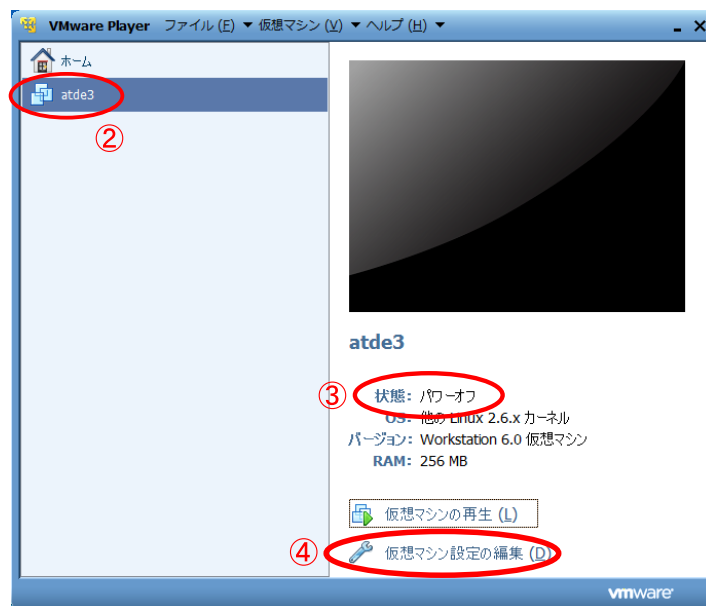 VMware Player ファイル (F) ▼ 仮想マシン (V) ▼ ヘルプ (H) ▼
ホーム
atde3
②
atde3
③ 状態: パワーオフ
OS: 他の Linux 2.6.x カーネル
バージョン: Workstation 6.0 仮想マシン
RAM: 256 MB
仮想マシンの再生 (L)
④ 仮想マシン設定の編集 (D)
vmware